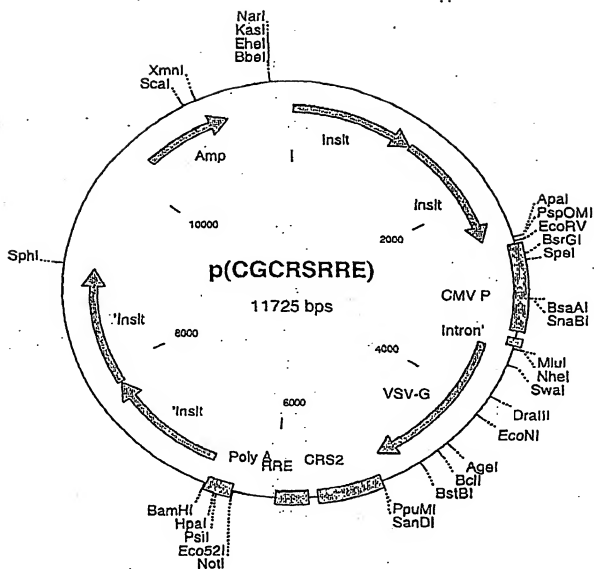 NarI
KasI
EheI
BbeI
XmnI
ScaI
Amp
I
InsIt
InsIt
10000
2000
ApaI
PspOMI
EcoRV
BsrGI
SpeI
SphI
p(CGCRSRRE)
11725 bps
CMV P
BsaAI
SnaBI
Intron'
'InsIt
8000
4000
MluI
NheI
SwaI
VSV-G
DraIII
EcoNI
'InsIt
6000
Poly A
RRE
CRS2
AgeI
BclI
BstBI
PpuMI
SanDI
BamHI
HpaI
PsiI
Eco52I
NotI